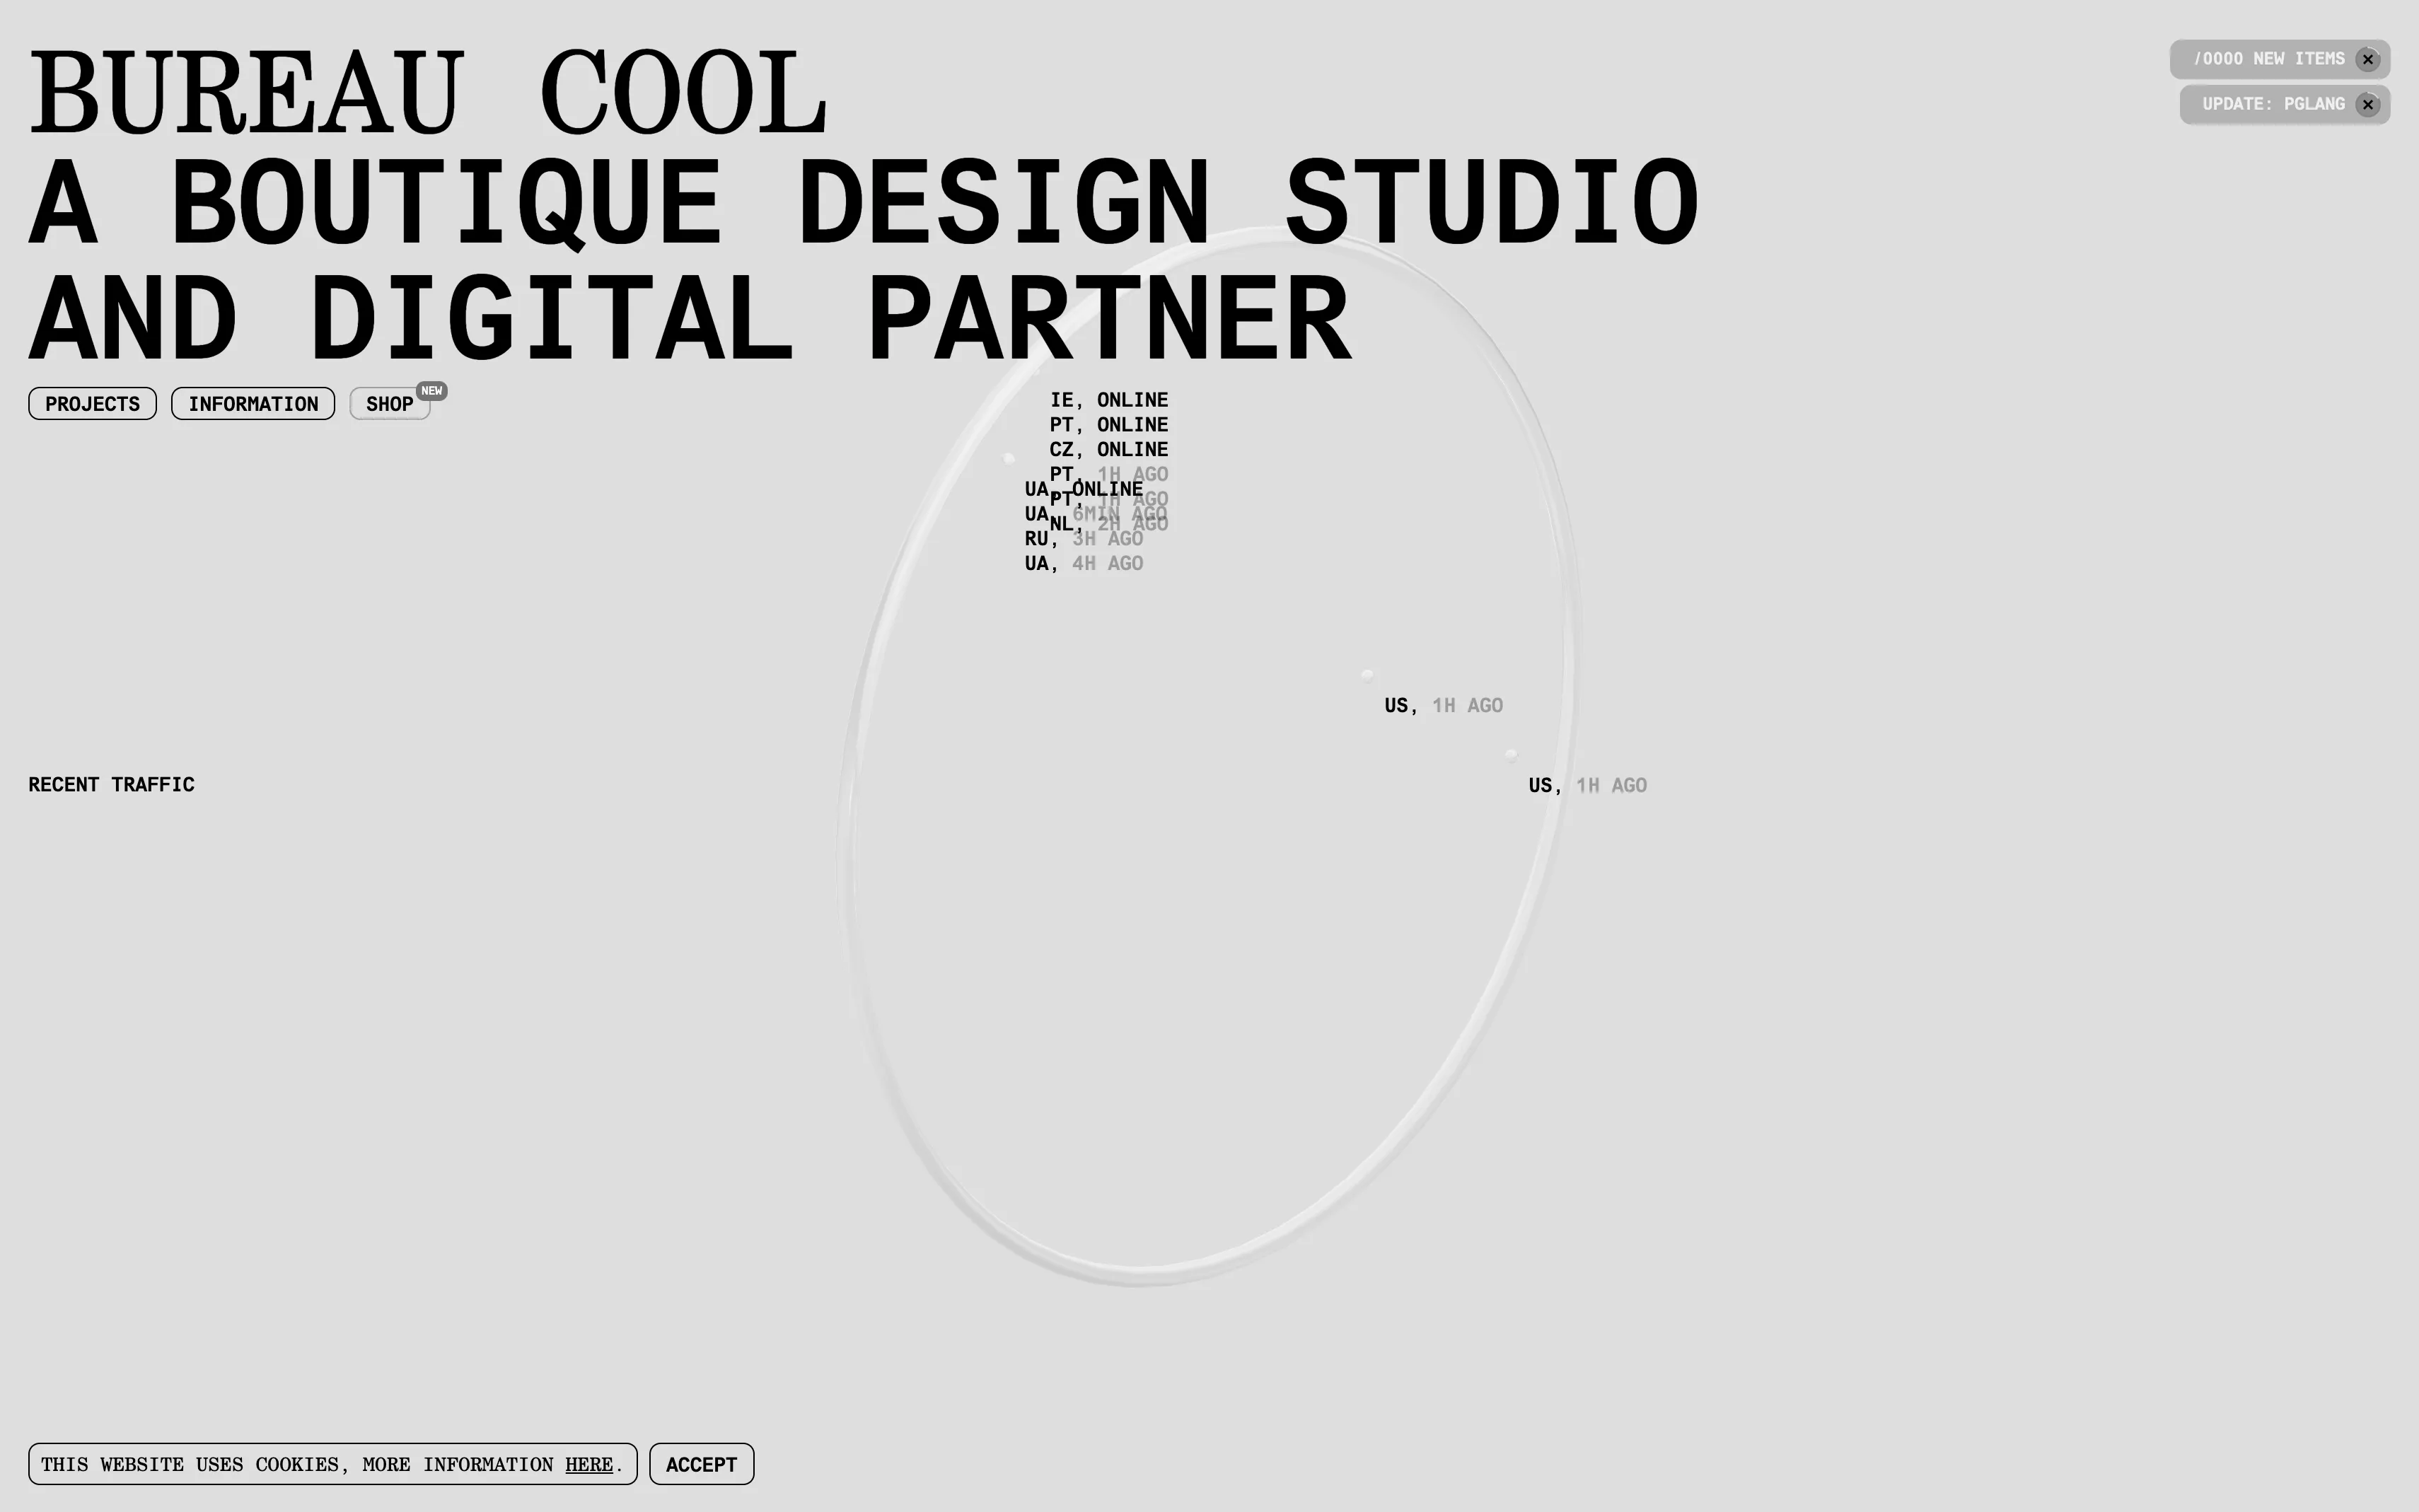 BUREAU COOL
A BOUTIQUE DESIGN STUDIO
AND DIGITAL PARTNER
/0000 NEW ITEMS
UPDATE: PGLANG
PROJECTS
INFORMATION
SHOP
NEW
IE, ONLINE
PT, ONLINE
CZ, ONLINE
PT, 1H AGO
PT, 1H AGO
NL, 2H AGO
UA, ONLINE
UA, 6MIN AGO
RU, 3H AGO
UA, 4H AGO
US, 1H AGO
US, 1H AGO
RECENT TRAFFIC
THIS WEBSITE USES COOKIES, MORE INFORMATION HERE.
ACCEPT